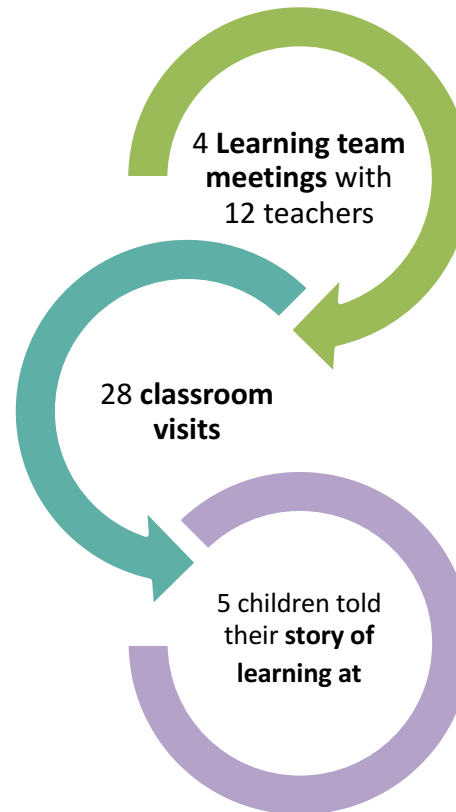 4 Learning team
meetings with
12 teachers
28 classroom
visits
5 children told
their story of
learning at